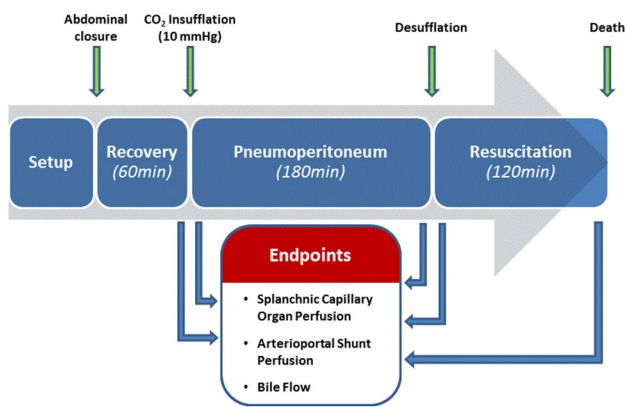 Abdominal
closure
CO₂ Insufflation
(10 mmHg)
Desufflation
Death
Setup
Recovery
(60min)
Pneumoperitoneum
(180min)
Resuscitation
(120min)
Endpoints
• Splanchnic Capillary
Organ Perfusion
• Arterioportal Shunt
Perfusion
• Bile Flow